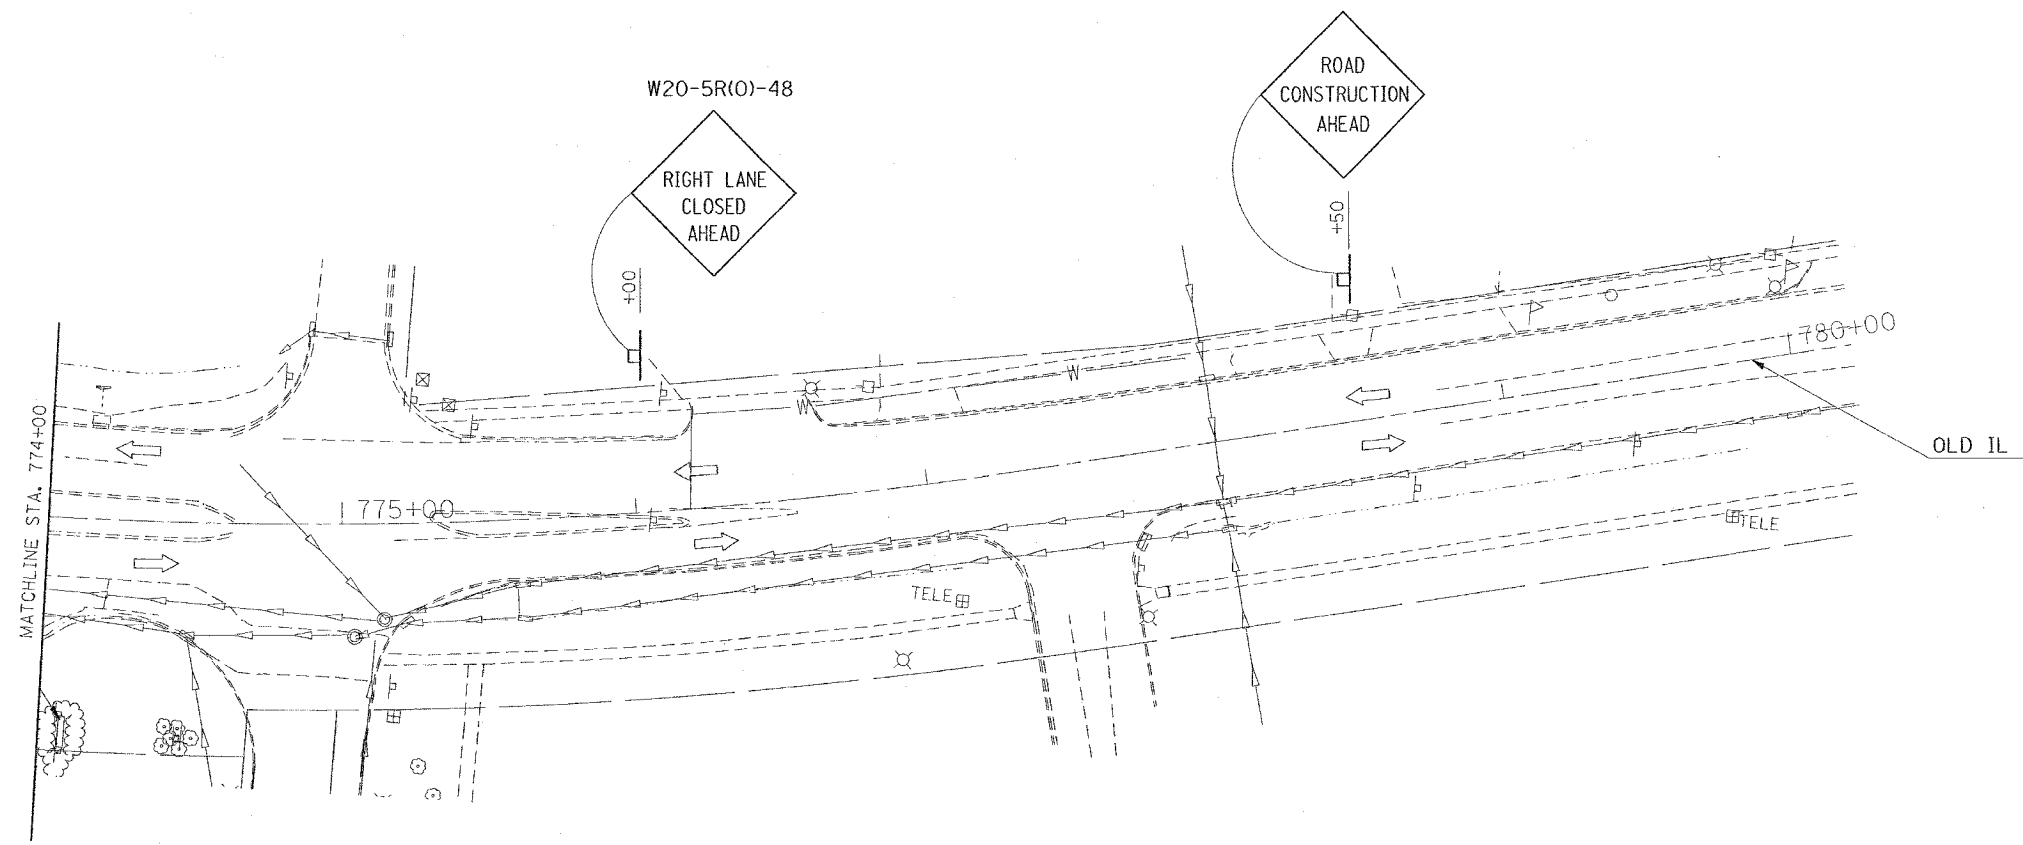 W20-5R(O)-48
ROAD
CONSTRUCTION
AHEAD
RIGHT LANE
CLOSED
AHEAD
+50
+00
780+00
W
W
MATCHLINE STA. 774+00
775+00
OLD IL
TELE
TELE